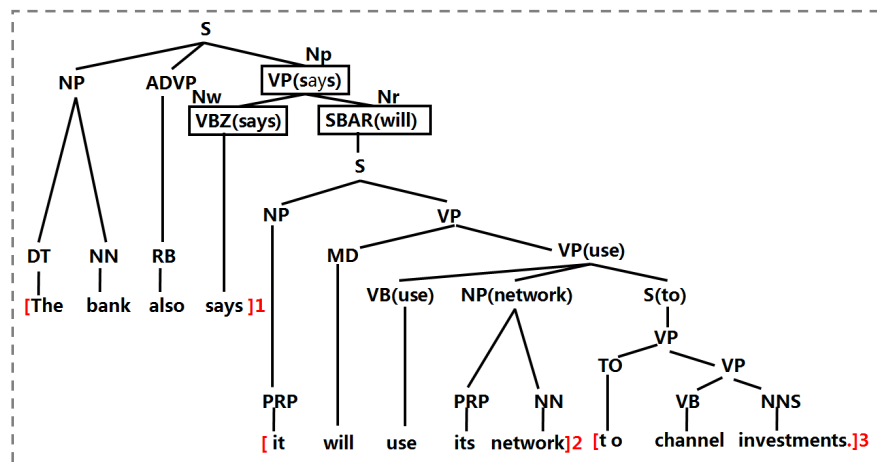 S
Np
NP ADVP VP(says)
Nw Nr
VBZ(says) SBAR(will)
S
NP VP
DT NN RB MD VP(use)
VB(use) NP(network) S(to)
[The bank also says ]1
VP
TO VP
PRP PRP NN VB NNS
[ it will use its network]2 [t o channel investments.]3